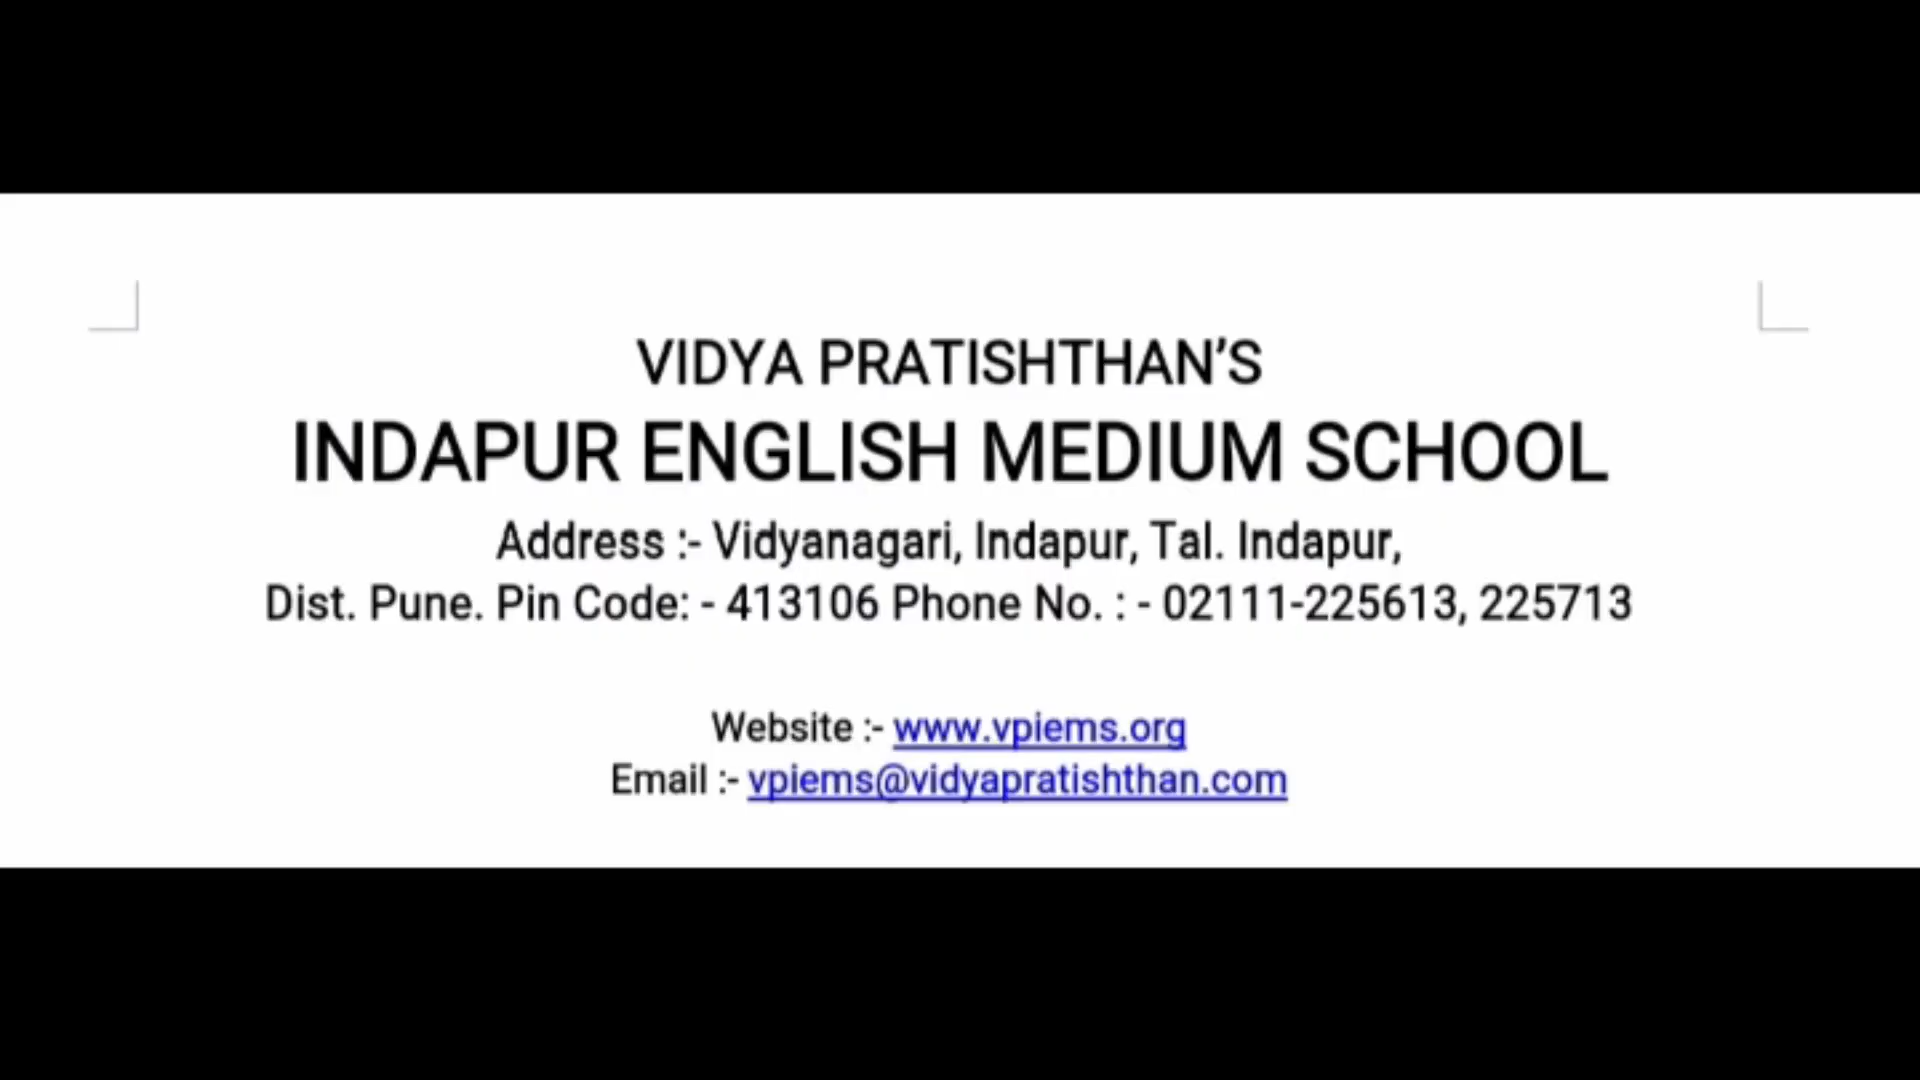 VIDYA PRATISHTHAN’S
INDAPUR ENGLISH MEDIUM SCHOOL
Address :- Vidyanagari, Indapur, Tal. Indapur,
Dist. Pune. Pin Code: - 413106 Phone No. : - 02111-225613, 225713
Website :- www.vpiems.org
Email :- vpiems@vidyapratishthan.com